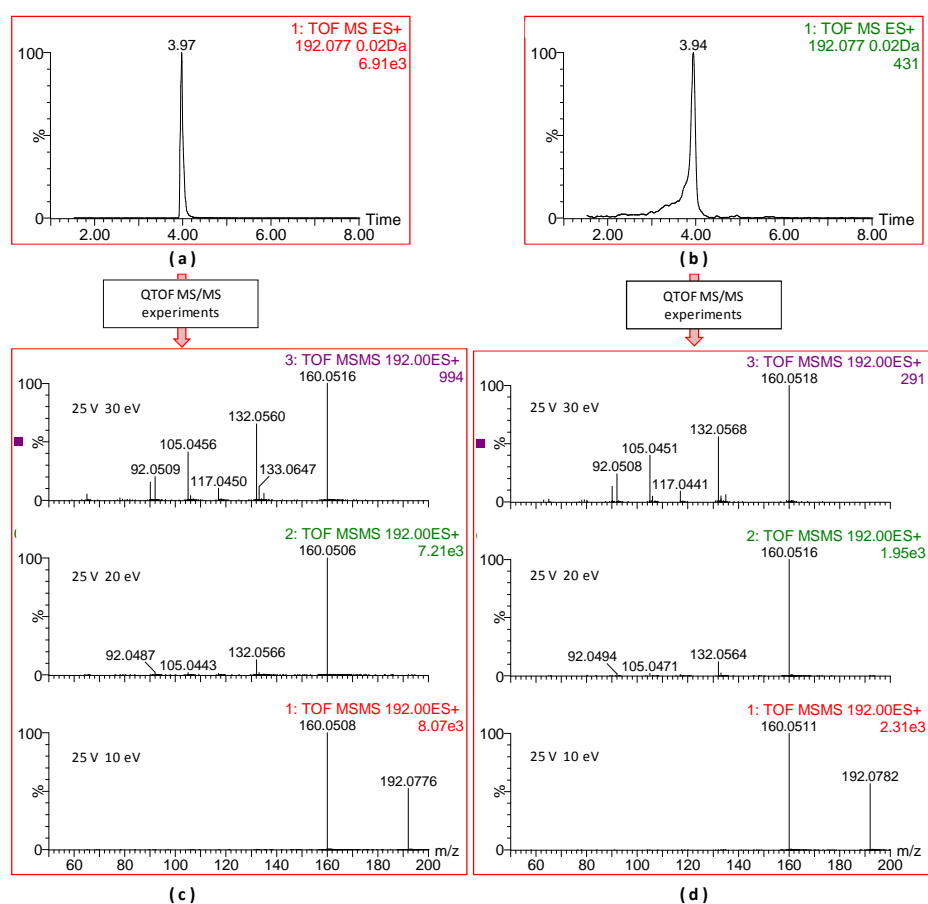 1: TOF MS ES+
192.077 0.02Da
6.91e3
3.97
100
%
0
Time
2.00 4.00 6.00 8.00
(a)
1: TOF MS ES+
192.077 0.02Da
431
3.94
100
%
0
Time
2.00 4.00 6.00 8.00
(b)
QTOF MS/MS
experiments
QTOF MS/MS
experiments
3: TOF MSMS 192.00ES+
994
160.0516
100
25 V 30 eV
132.0560
105.0456
92.0509
133.0647
117.0450
%
0
2: TOF MSMS 192.00ES+
7.21e3
160.0506
100
25 V 20 eV
%
92.0487
105.0443
132.0566
0
1: TOF MSMS 192.00ES+
8.07e3
160.0508
100
25 V 10 eV
192.0776
%
0
m/z
60 80 100 120 140 160 180 200
(c)
3: TOF MSMS 192.00ES+
291
160.0518
100
25 V 30 eV
132.0568
105.0451
92.0508
117.0441
%
0
2: TOF MSMS 192.00ES+
1.95e3
160.0516
100
25 V 20 eV
%
92.0494
105.0471
132.0564
0
1: TOF MSMS 192.00ES+
2.31e3
160.0511
100
25 V 10 eV
192.0782
%
0
m/z
60 80 100 120 140 160 180 200
(d)